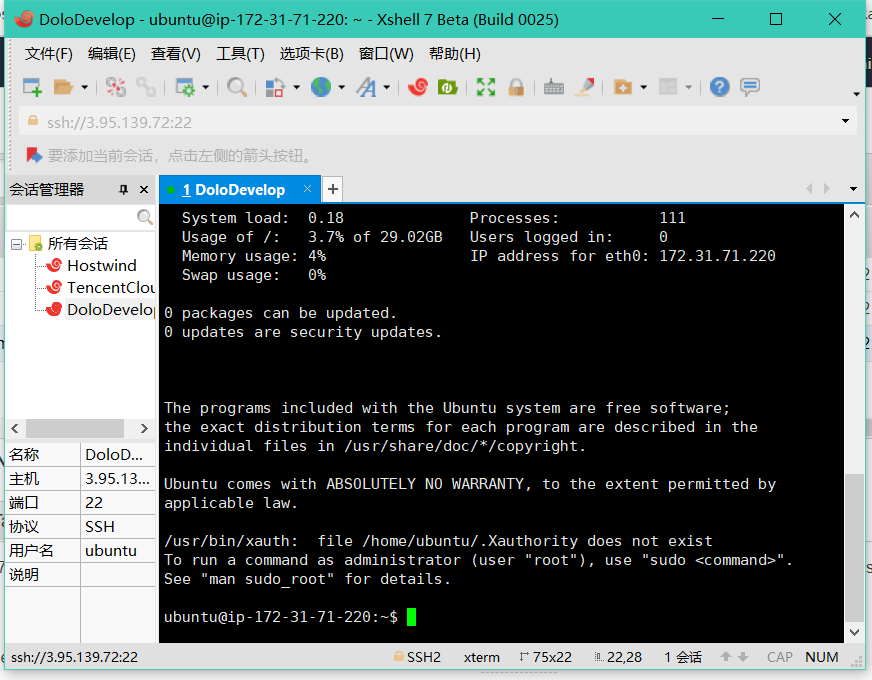 DoloDevelop - ubuntu@ip-172-31-71-220: ~ - Xshell 7 Beta (Build 0025)
文件(F) 编辑(E) 查看(V) 工具(T) 选项卡(B) 窗口(W) 帮助(H)
ssh://3.95.139.72:22
要添加当前会话，点击左侧的箭头按钮。
会话管理器
1 DoloDevelop
所有会话
Hostwind
TencentClou
DoloDevelop
名称 DoloD...
主机 3.95.13...
端口 22
协议 SSH
用户名 ubuntu
说明
System load: 0.18 Processes: 111
Usage of /: 3.7% of 29.02GB Users logged in: 0
Memory usage: 4% IP address for eth0: 172.31.71.220
Swap usage: 0%
0 packages can be updated.
0 updates are security updates.
The programs included with the Ubuntu system are free software;
the exact distribution terms for each program are described in the
individual files in /usr/share/doc/*/copyright.
Ubuntu comes with ABSOLUTELY NO WARRANTY, to the extent permitted by
applicable law.
/usr/bin/xauth:  file /home/ubuntu/.Xauthority does not exist
To run a command as administrator (user "root"), use "sudo <command>".
See "man sudo_root" for details.
ubuntu@ip-172-31-71-220:~$
ssh://3.95.139.72:22 SSH2 xterm 75x22 22,28 1 会话 CAP NUM